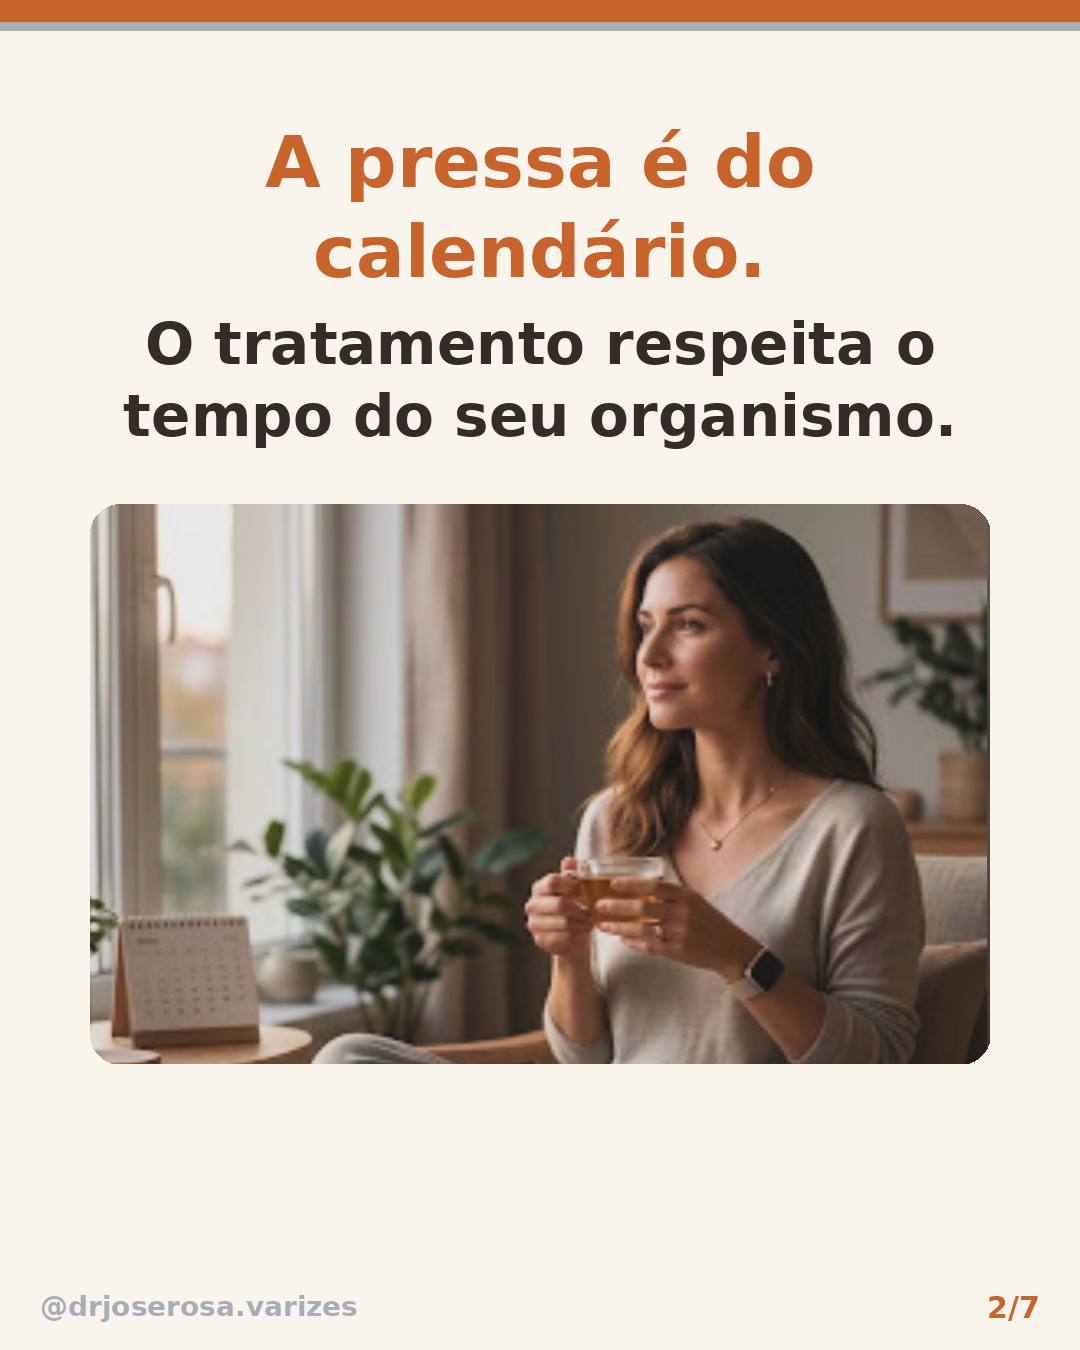 A pressa é do
calendário.
O tratamento respeita o
tempo do seu organismo.
@drjoserosa.varizes
2/7